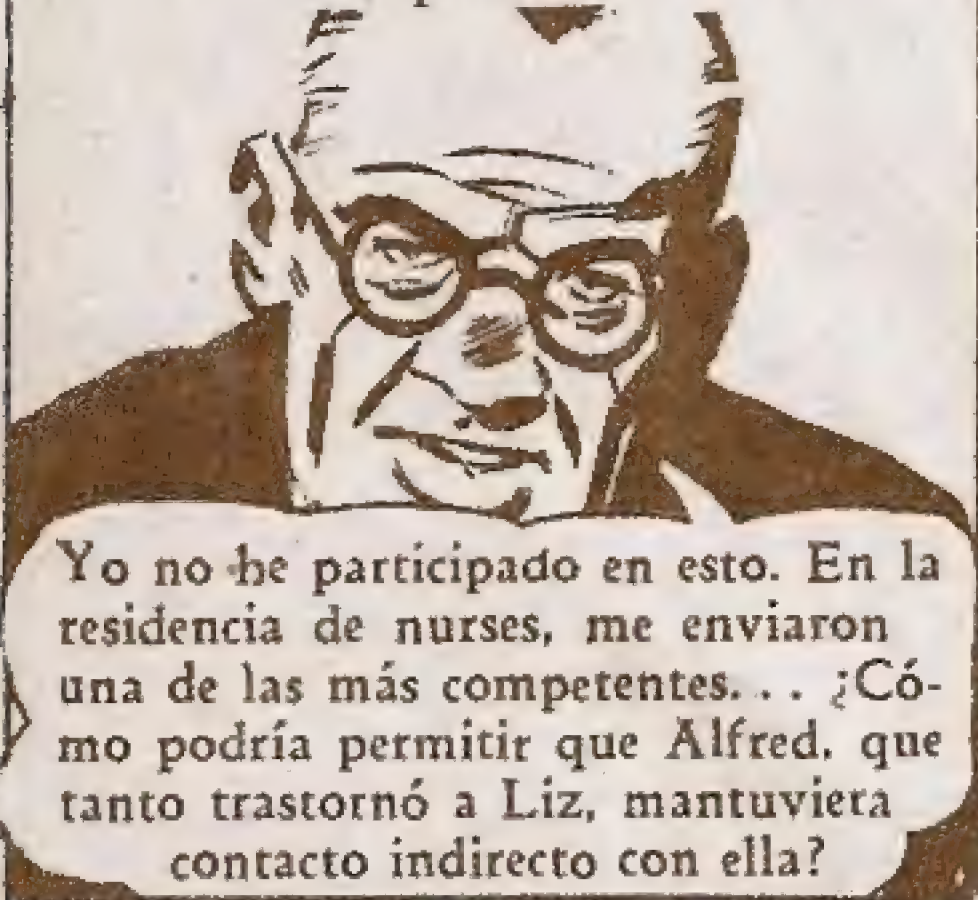 Yo no he participado en esto. En la
residencia de nurses, me enviaron
una de las más competentes... ¿Có-
mo podría permitir que Alfred, que
tanto trastornó a Liz, mantuviera
contacto indirecto con ella?